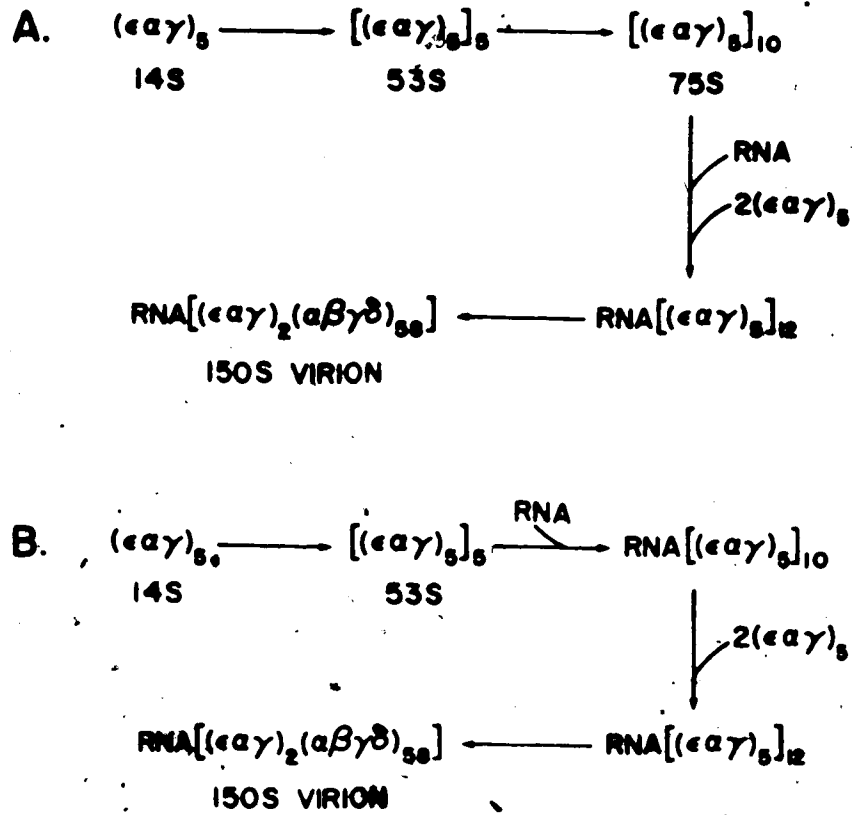 A. (εαγ)₅ [(εαγ)₅]₅ [(εαγ)₅]₁₀
14S 53S 75S
RNA
2(εαγ)₅
RNA[(εαγ)₂(αβγδ)₅₈] RNA[(εαγ)₅]₁₂
150S VIRION
RNA
B. (εαγ)₅ [(εαγ)₅]₅ RNA[(εαγ)₅]₁₀
14S 53S
2(εαγ)₅
RNA[(εαγ)₂(αβγδ)₅₈] RNA[(εαγ)₅]₁₂
150S VIRION